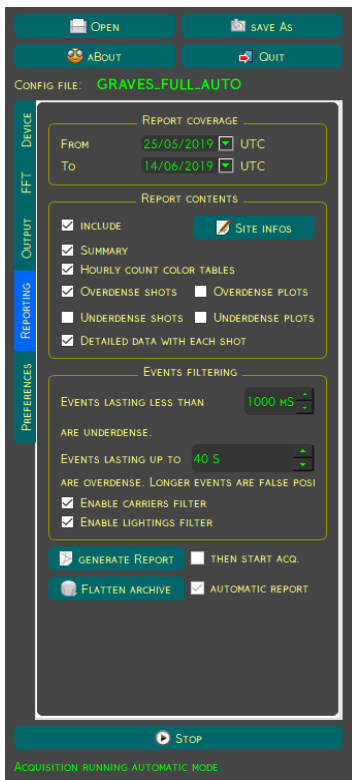 Open
save As
About
Quit
Config file: GRAVES_FULL_AUTO
Device
FFT
Output
Reporting
Preferences
Report coverage
From 25/05/2019 UTC
To 14/06/2019 UTC
Report contents
include
Site infos
Summary
Hourly count color tables
Overdense shots Overdense plots
Underdense shots Underdense plots
Detailed data with each shot
Events filtering
Events lasting less than 1000 mS
are underdense.
Events lasting up to 40 S
are overdense. Longer events are false posi
Enable carriers filter
Enable lightings filter
generate Report then start acq.
Flatten archive automatic report
Stop
Acquisition running automatic mode